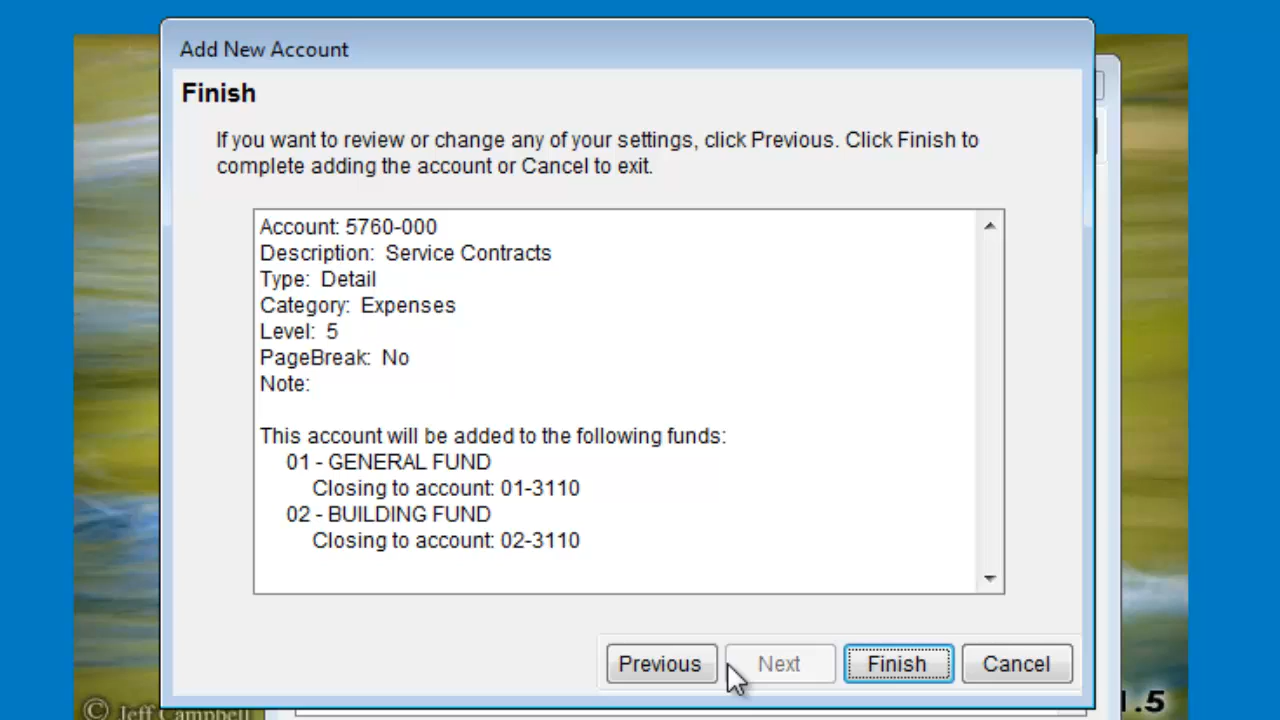 Add New Account
Finish
If you want to review or change any of your settings, click Previous. Click Finish to
complete adding the account or Cancel to exit.
Account: 5760-000
Description: Service Contracts
Type: Detail
Category: Expenses
Level: 5
PageBreak: No
Note:
This account will be added to the following funds:
01 - GENERAL FUND
Closing to account: 01-3110
02 - BUILDING FUND
Closing to account: 02-3110
Previous
Next
Finish
Cancel
© Jeff Campbell
1.5